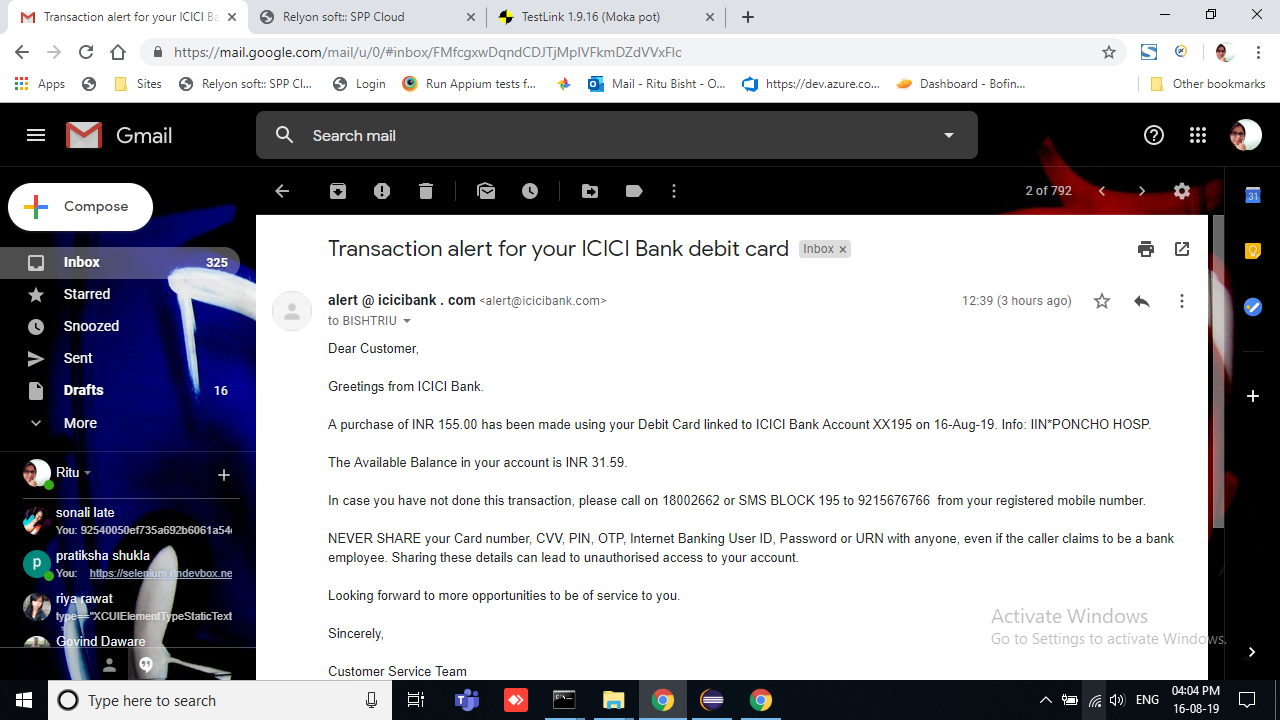 Transaction alert for your ICICI Ba
Relyon soft:: SPP Cloud
TestLink 1.9.16 (Moka pot)
https://mail.google.com/mail/u/0/#inbox/FMfcgxwDqndCDJTjMplVFkmDZdVVxFlc
Apps
Sites
Relyon soft:: SPP Cl...
Login
Run Appium tests f...
Mail - Ritu Bisht - O...
https://dev.azure.co...
Dashboard - Bofin...
Other bookmarks
Gmail
Search mail
Compose
2 of 792
31
Inbox 325
Starred
Snoozed
Sent
Drafts 16
More
Ritu
sonali late
You: 92540050ef735a692b6061a54
pratiksha shukla
P
You: https://selenium.
riya rawat
type=="XCUIElementTypeStaticText
Govind Daware
Transaction alert for your ICICI Bank debit card Inbox x
alert @ icicibank . com <alert@icicibank.com> 12:39 (3 hours ago)
to BISHTRIU
Dear Customer,
Greetings from ICICI Bank.
A purchase of INR 155.00 has been made using your Debit Card linked to ICICI Bank Account XX195 on 16-Aug-19. Info: IIN*PONCHO HOSP.
The Available Balance in your account is INR 31.59.
In case you have not done this transaction, please call on 18002662 or SMS BLOCK 195 to 9215676766 from your registered mobile number.
NEVER SHARE your Card number, CVV, PIN, OTP, Internet Banking User ID, Password or URN with anyone, even if the caller claims to be a bank
employee. Sharing these details can lead to unauthorised access to your account.
Looking forward to more opportunities to be of service to you.
Sincerely,
Customer Service Team
Activate Windows
Go to Settings to activate Windows.
Type here to search
ENG
04:04 PM
16-08-19